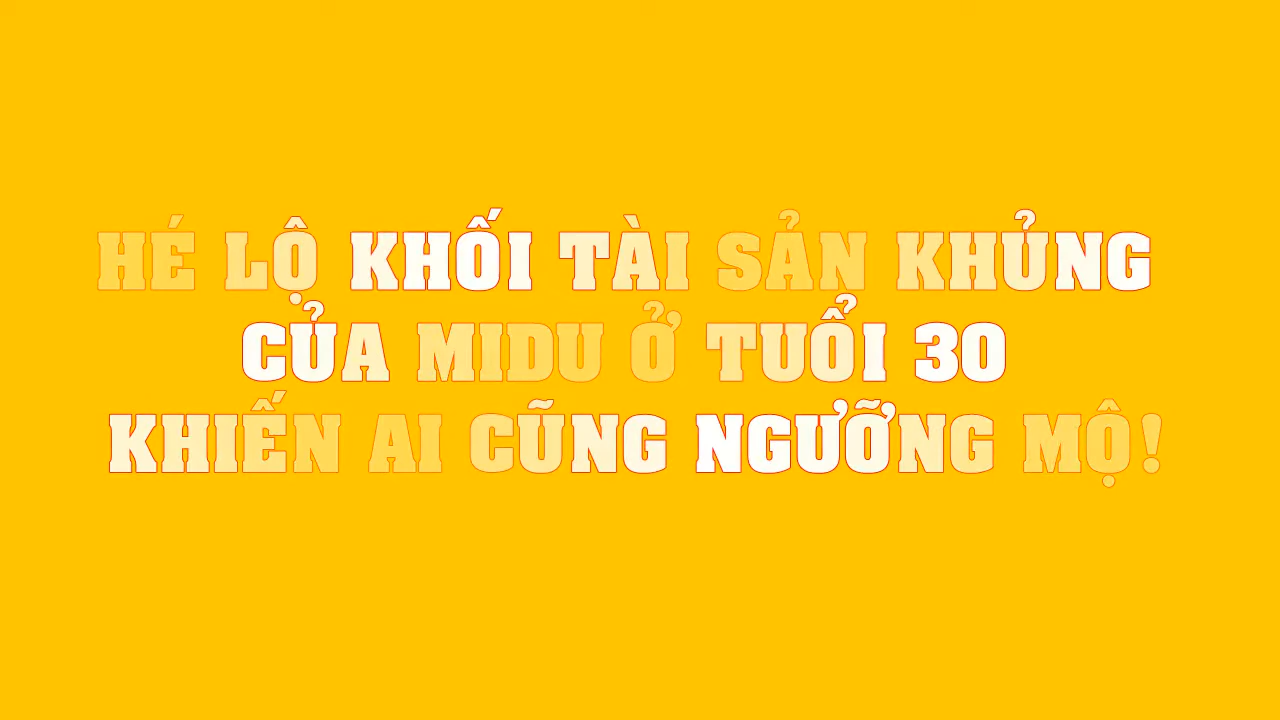 HÉ LỘ KHỐI TÀI SẢN KHỦNG
CỦA MIDU Ở TUỔI 30
KHIẾN AI CŨNG NGƯỠNG MỘ!